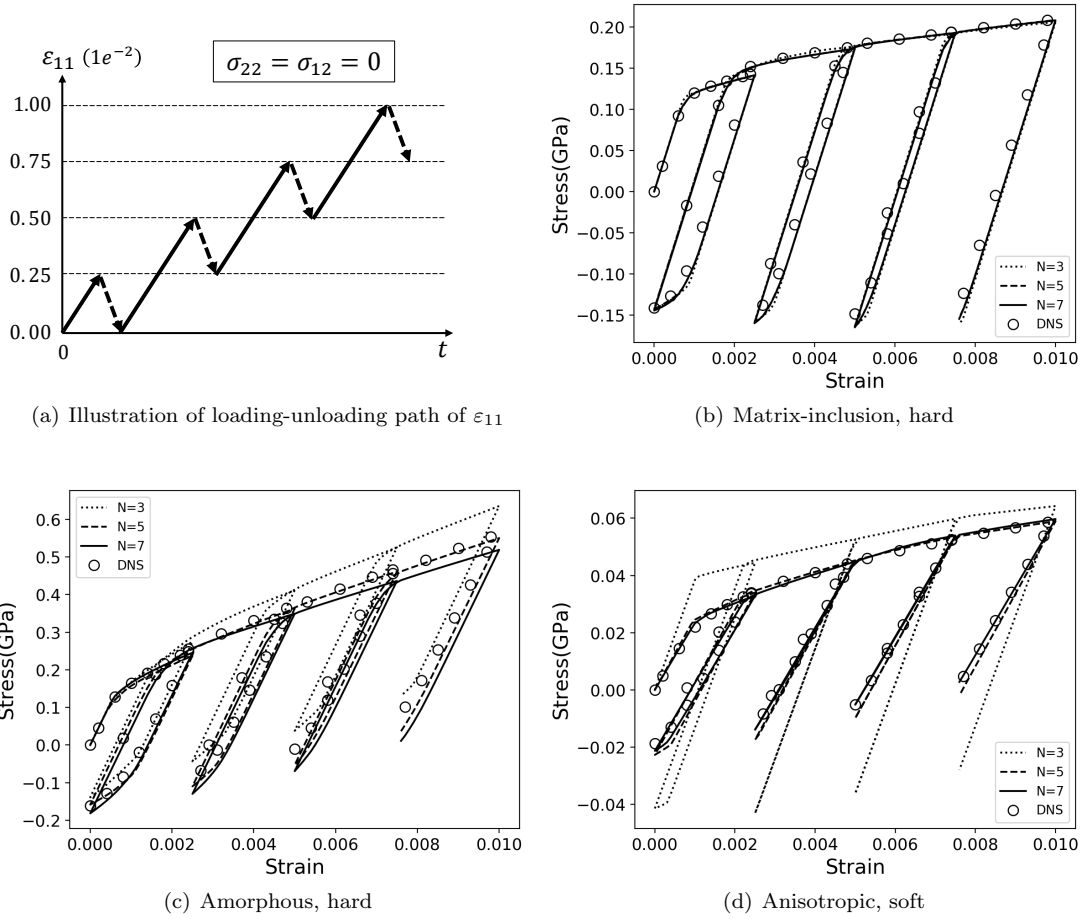 ε₁₁ (1e⁻²)
σ₂₂ = σ₁₂ = 0
1.00
0.75
0.50
0.25
0.00
0
t
(a) Illustration of loading-unloading path of ε₁₁
Stress(GPa)
0.20
0.15
0.10
0.05
0.00
−0.05
−0.10
−0.15
N=3
N=5
N=7
DNS
0.000 0.002 0.004 0.006 0.008 0.010
Strain
(b) Matrix-inclusion, hard
Stress(GPa)
0.6
0.5
0.4
0.3
0.2
0.1
0.0
−0.1
−0.2
N=3
N=5
N=7
DNS
0.000 0.002 0.004 0.006 0.008 0.010
Strain
(c) Amorphous, hard
Stress(GPa)
0.06
0.04
0.02
0.00
−0.02
−0.04
N=3
N=5
N=7
DNS
0.000 0.002 0.004 0.006 0.008 0.010
Strain
(d) Anisotropic, soft